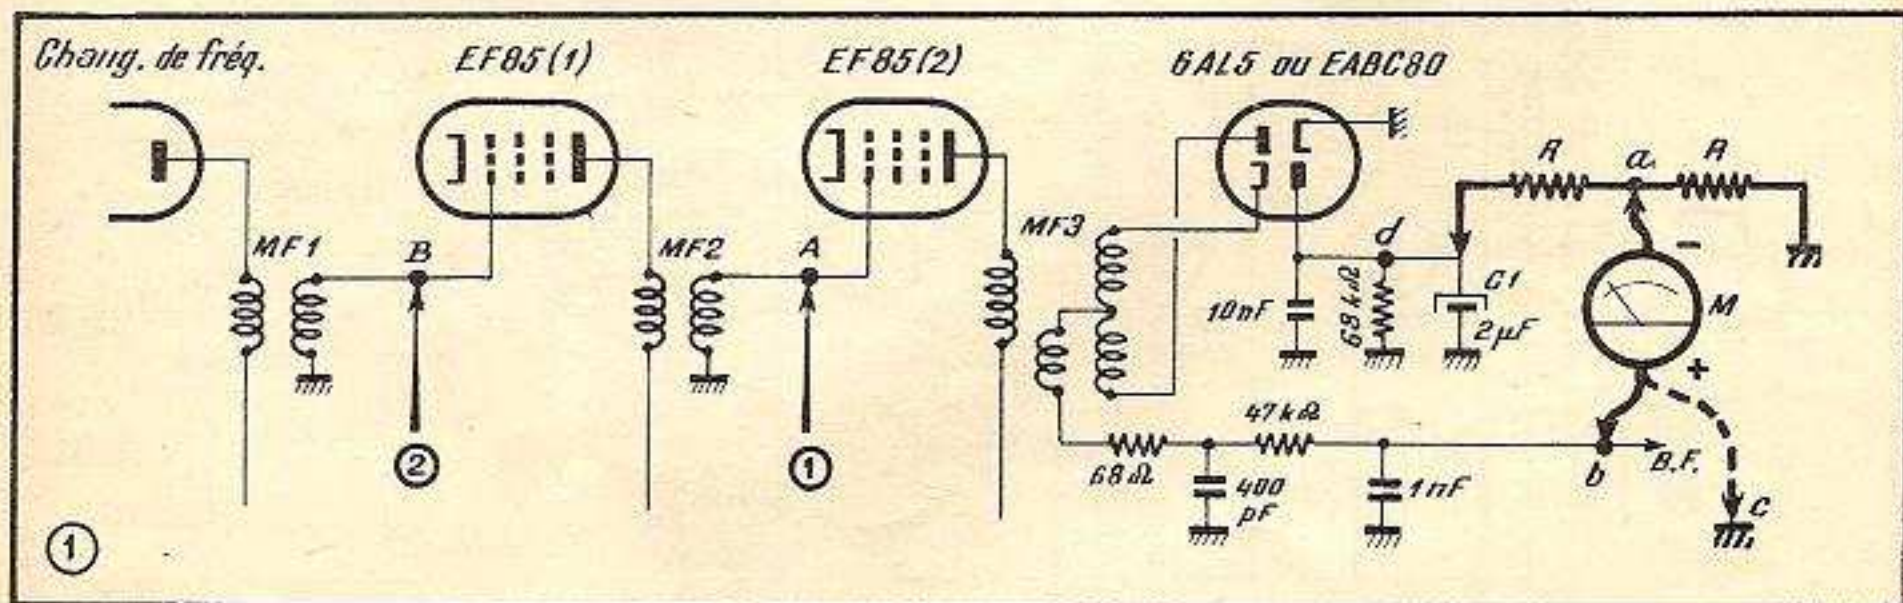 Chang. de fréq.
EF85(1)
EF85(2)
6AL5 ou EABC80
R
a
R
MF1
B
MF2
A
MF3
d
10nF
68kΩ
C1
2µF
-
M
+
2
1
47kΩ
68Ω
400
pF
1nF
b
B.F.
C
1